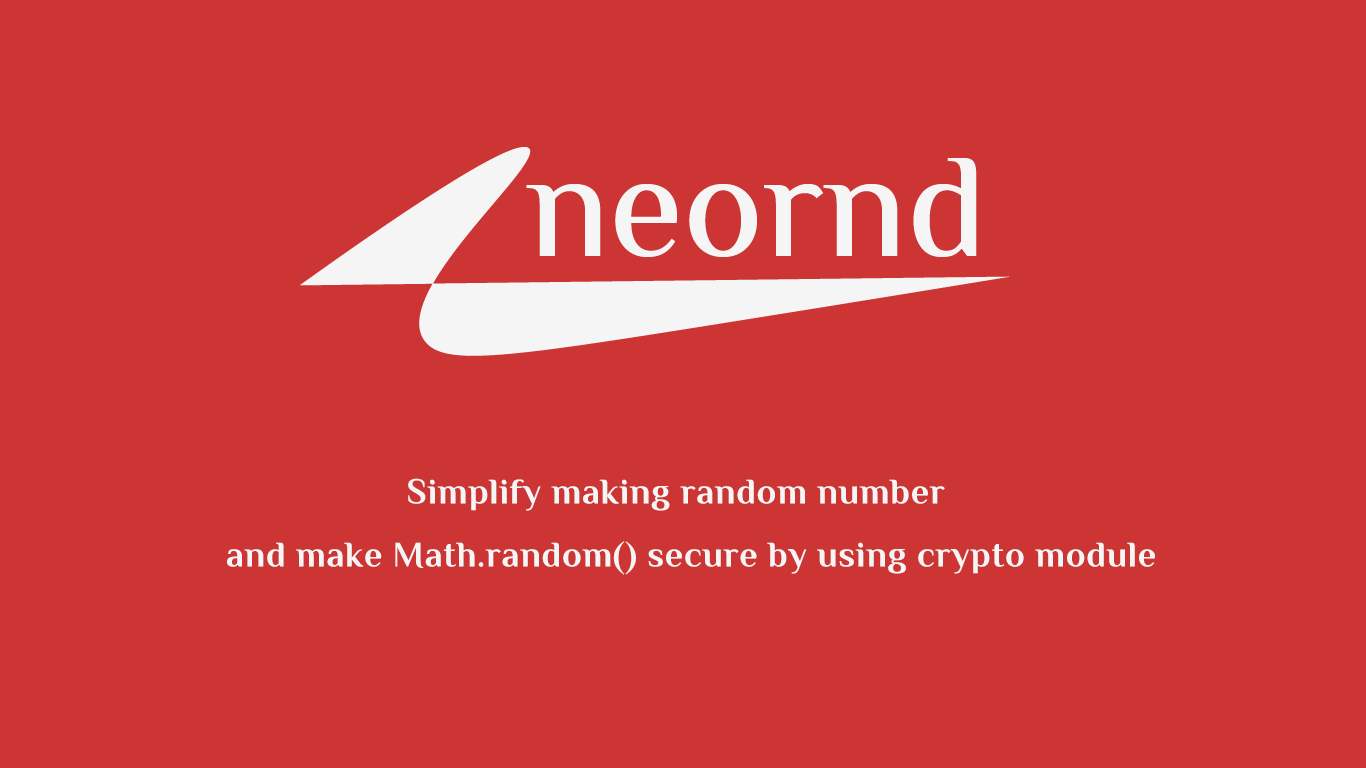 neornd
Simplify making random number
and make Math.random() secure by using crypto module